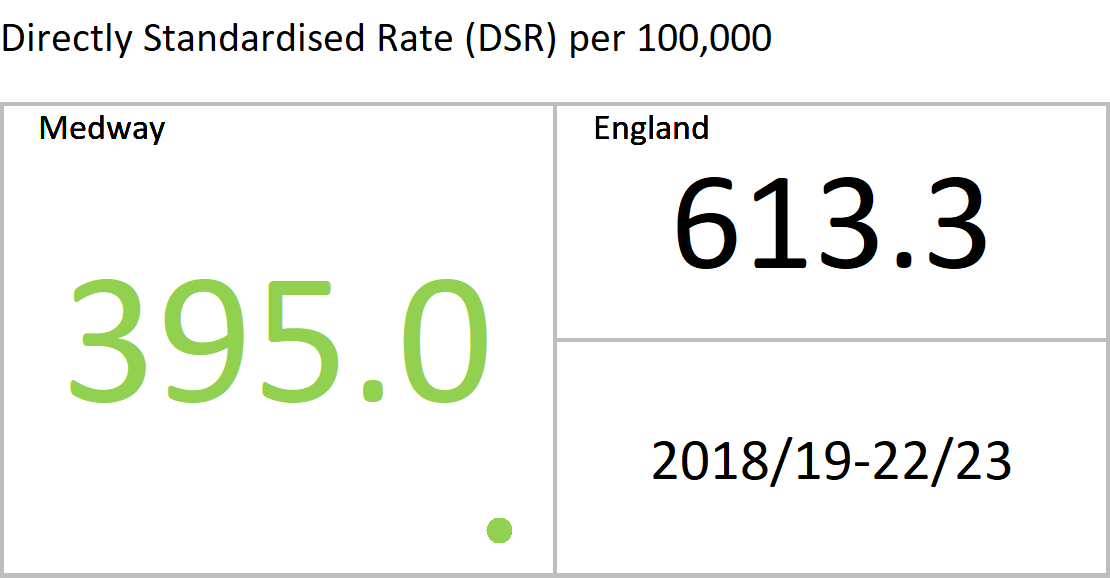 Directly Standardised Rate (DSR) per 100,000
Medway
395.0
England
613.3
2018/19-22/23